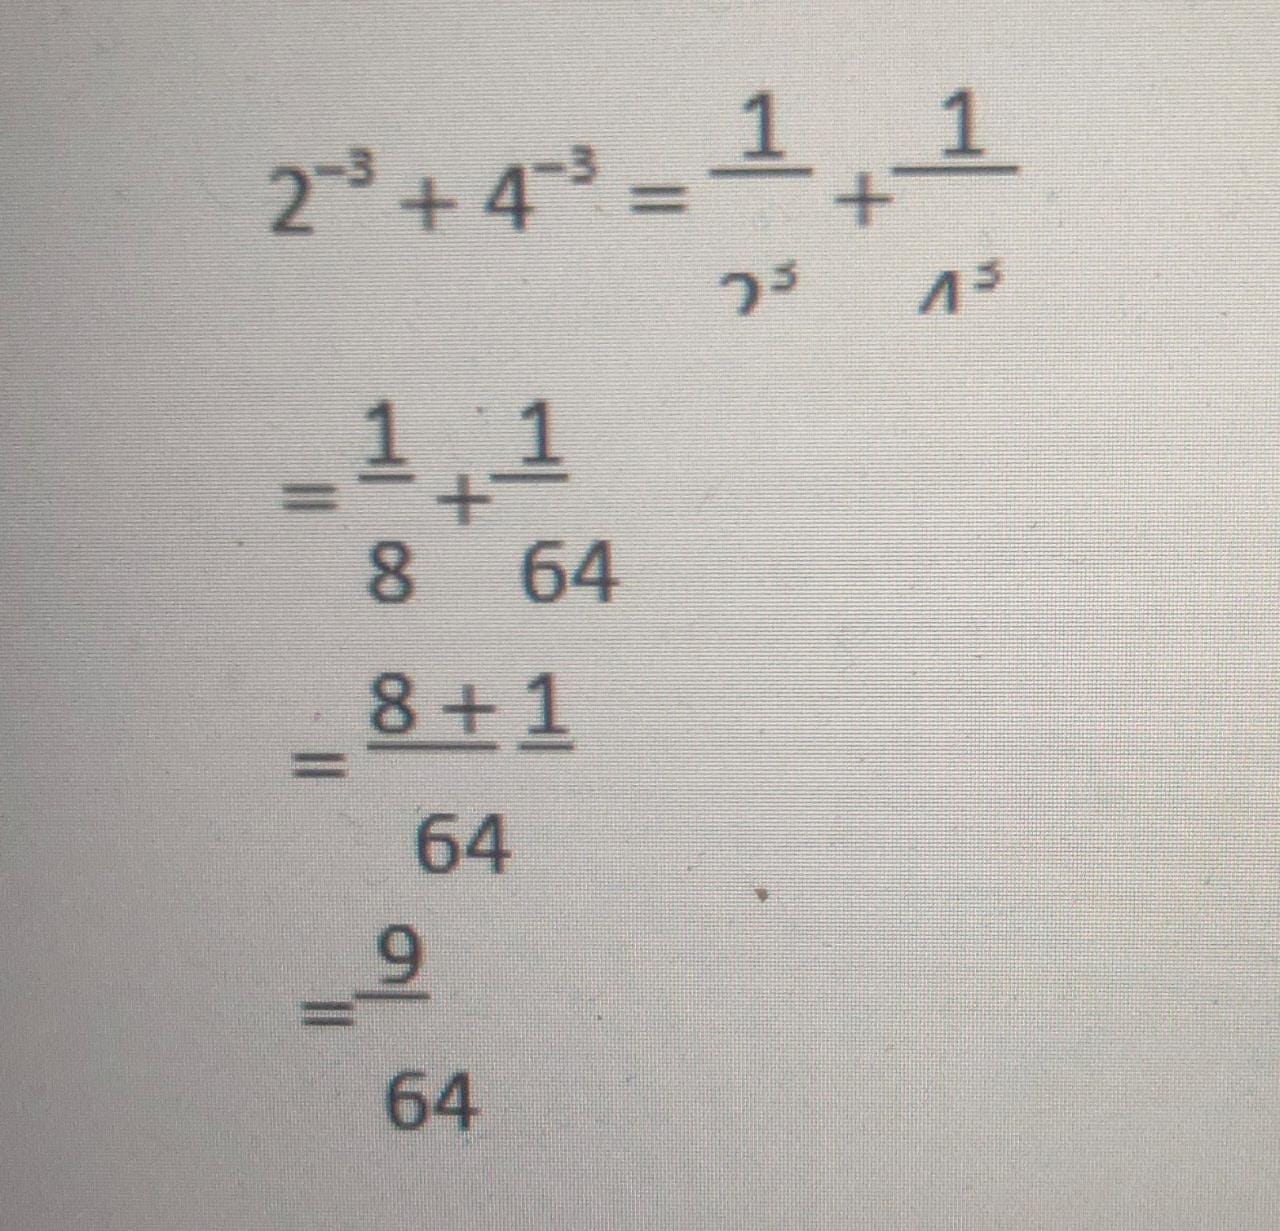 2⁻³ + 4⁻³ = 1/2³ + 1/4³
= 1/8 + 1/64
= 8 + 1/64
= 9/64